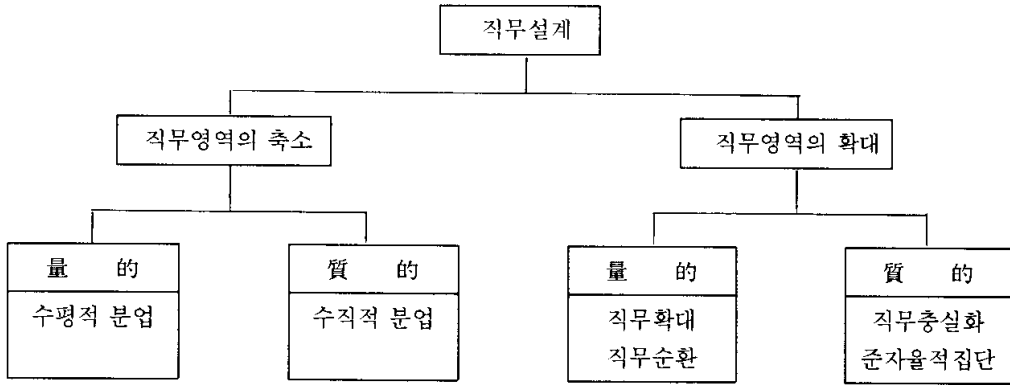 직무설계
직무영역의 축소
직무영역의 확대
量 的
수평적 분업
質 的
수직적 분업
量 的
직무확대
직무순환
質 的
직무충실화
준자율적집단